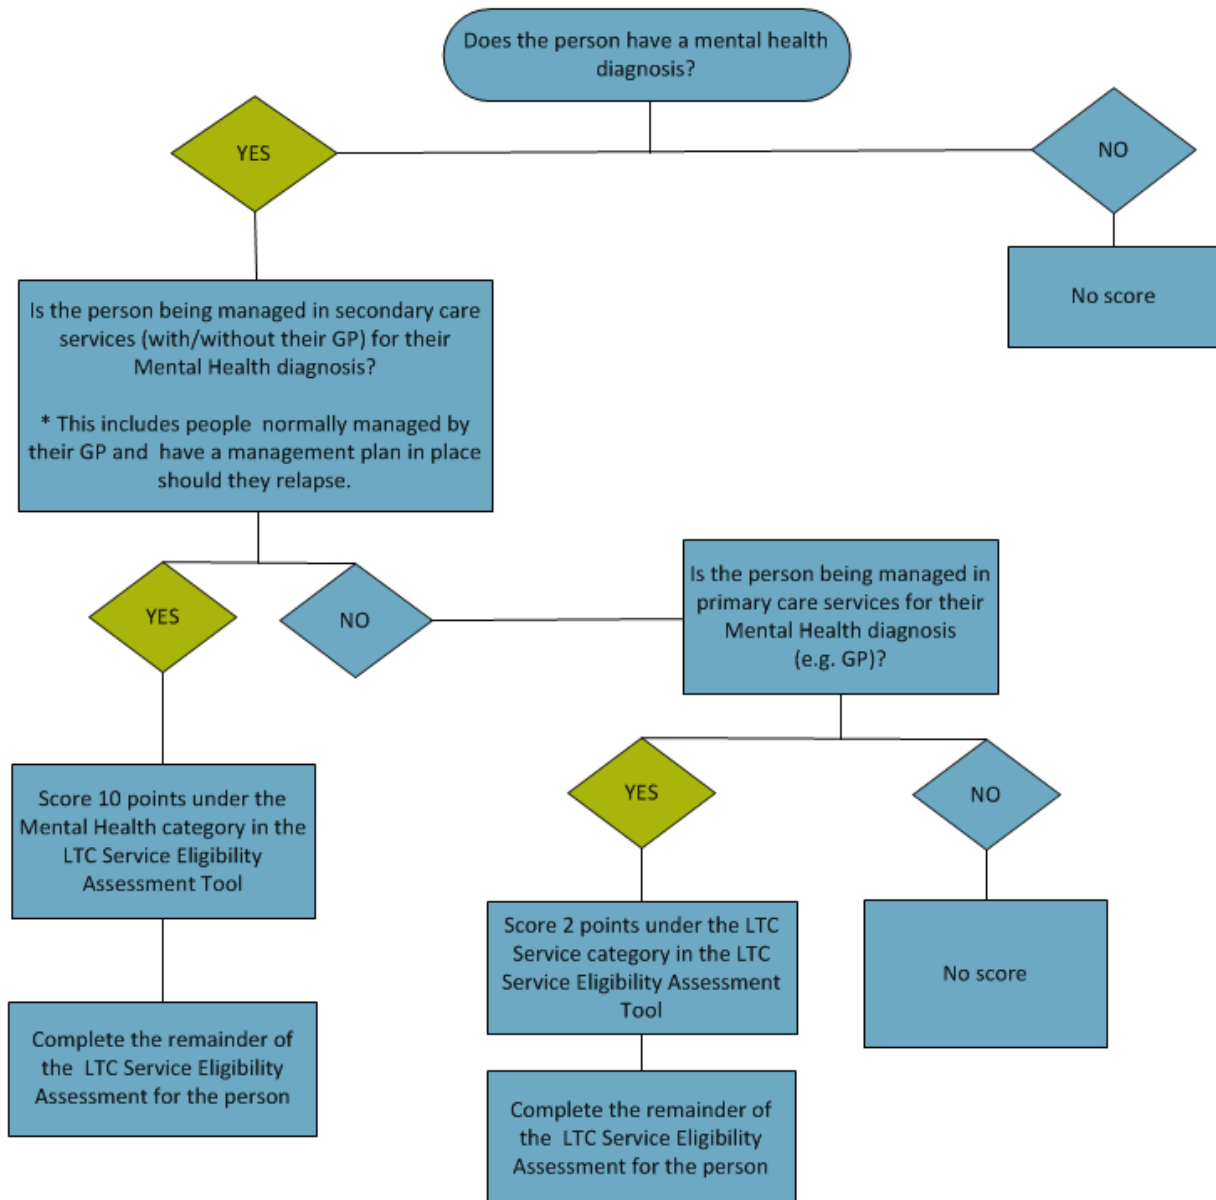 Does the person have a mental health
diagnosis?
YES
NO
No score
Is the person being managed in secondary care
services (with/without their GP) for their
Mental Health diagnosis?
* This includes people  normally managed by
their GP and  have a management plan in place
should they relapse.
YES
NO
Is the person being managed in
primary care services for their
Mental Health diagnosis
(e.g. GP)?
Score 10 points under the
Mental Health category in the
LTC Service Eligibility
Assessment Tool
YES
NO
Score 2 points under the LTC
Service category in the LTC
Service Eligibility Assessment
Tool
No score
Complete the remainder of
the  LTC Service Eligibility
Assessment for the person
Complete the remainder of
the  LTC Service Eligibility
Assessment for the person